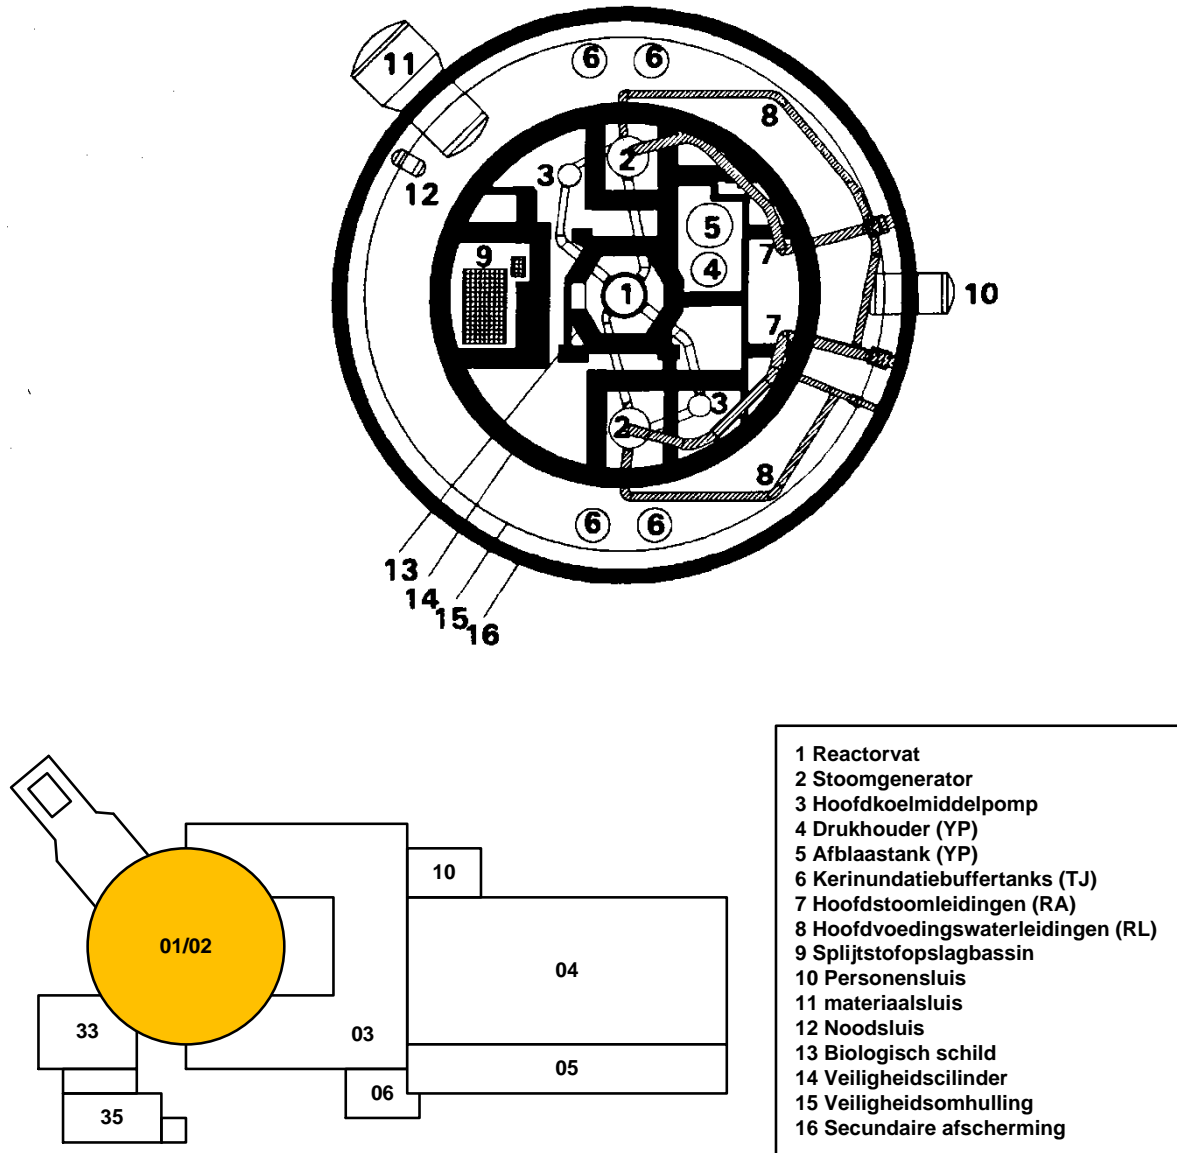 11
6 6
8
12
3 2
5
7
9
4
1
10
7
3
2
8
6 6
13
14
15
16
10
01/02
04
33
03
05
06
35
1 Reactorvat
2 Stoomgenerator
3 Hoofdkoelmiddelpomp
4 Drukhouder (YP)
5 Afblaastank (YP)
6 Kerinundatiebuffertanks (TJ)
7 Hoofdstoomleidingen (RA)
8 Hoofdvoedingswaterleidingen (RL)
9 Splijtstofopslagbassin
10 Personensluis
11 materiaalsluis
12 Noodsluis
13 Biologisch schild
14 Veiligheidscilinder
15 Veiligheidsomhulling
16 Secundaire afscherming